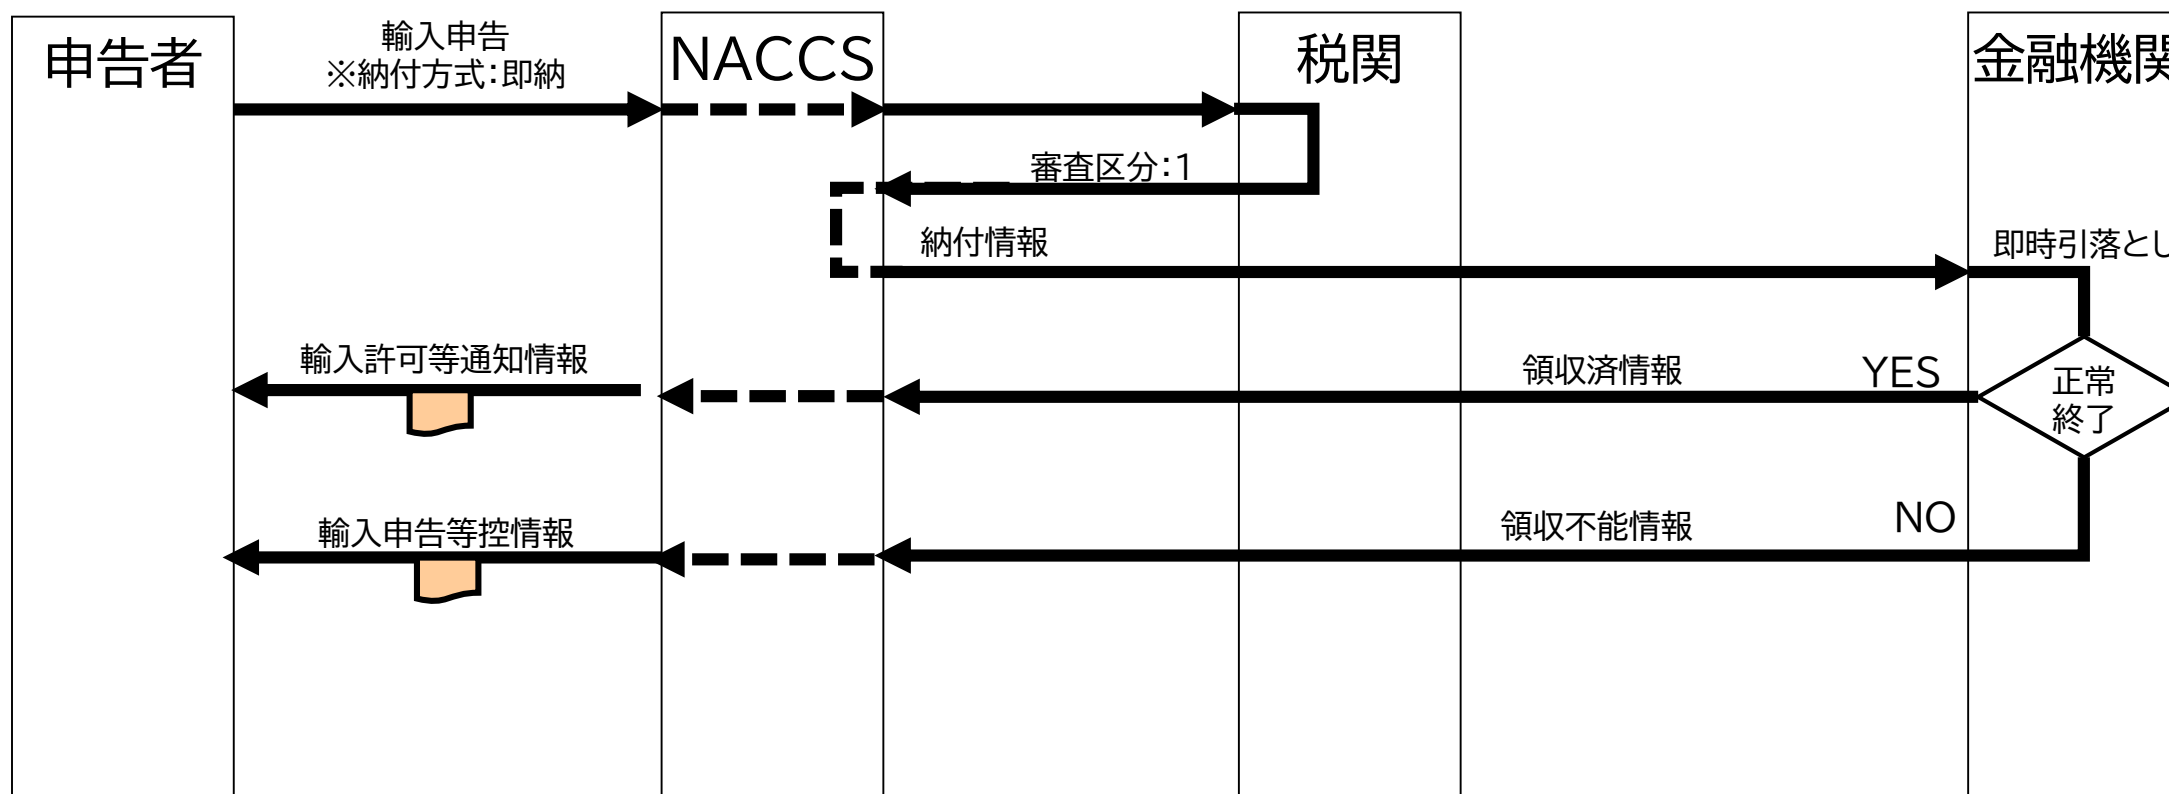 申告者
輸入申告
※納付方式：即納
NACCS
税関
金融機関
審査区分：1
納付情報
即時引落とし
輸入許可等通知情報
領収済情報
YES
正常
終了
輸入申告等控情報
領収不能情報
NO